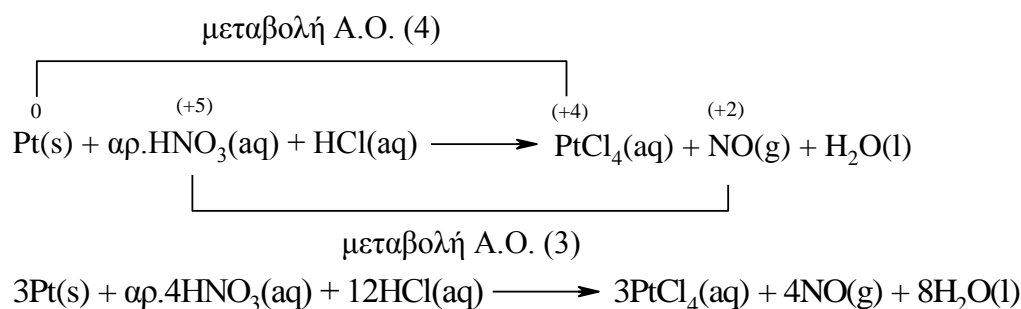 μεταβολή Α.Ο. (4)
0 (+5) (+4) (+2)
Pt(s) + αρ.HNO₃(aq) + HCl(aq) ⟶ PtCl₄(aq) + NO(g) + H₂O(l)
μεταβολή Α.Ο. (3)
3Pt(s) + αρ.4HNO₃(aq) + 12HCl(aq) ⟶ 3PtCl₄(aq) + 4NO(g) + 8H₂O(l)